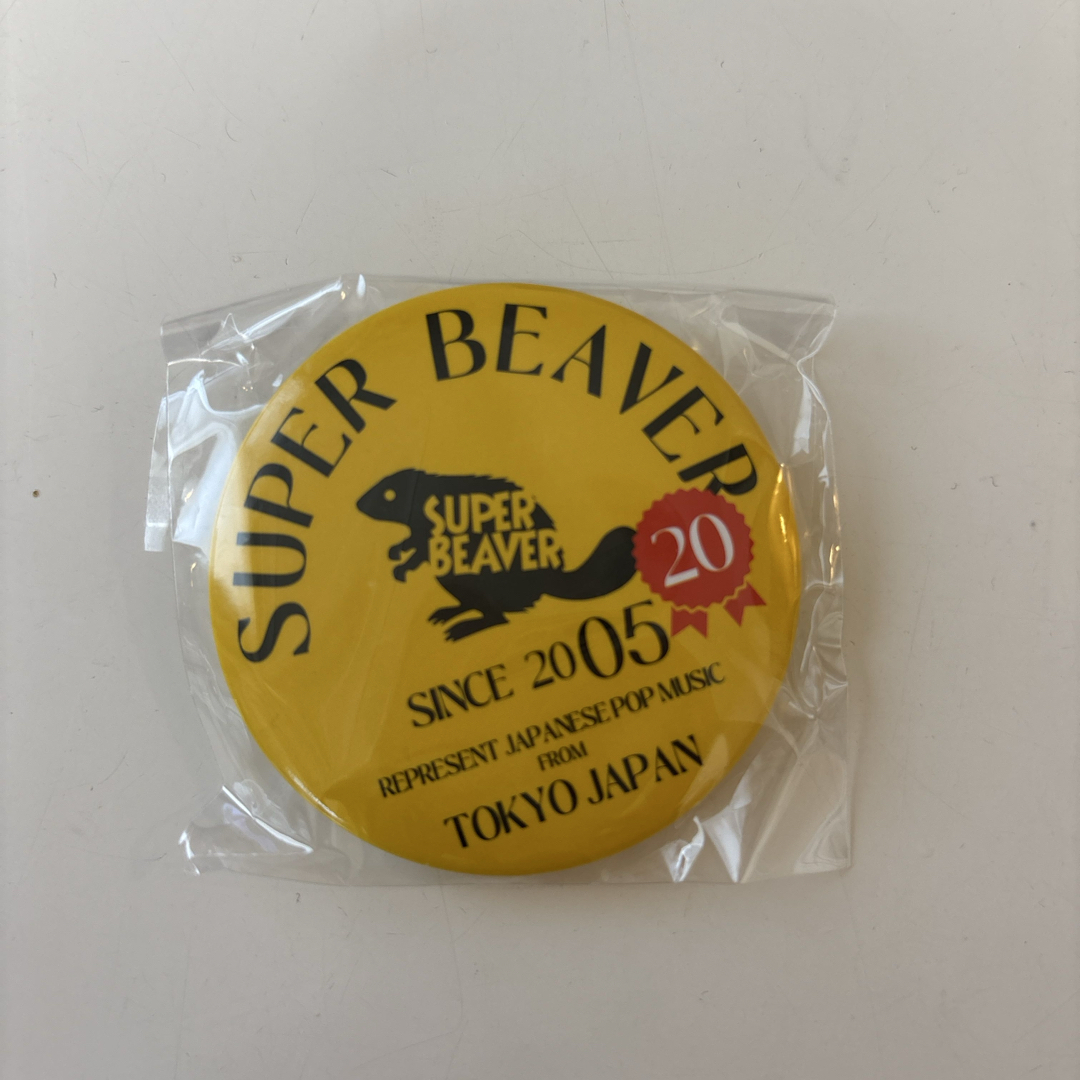 SUPER BEAVER
SUPER
BEAVER
20
SINCE 2005
REPRESENT JAPANESE POP MUSIC
FROM
TOKYO JAPAN